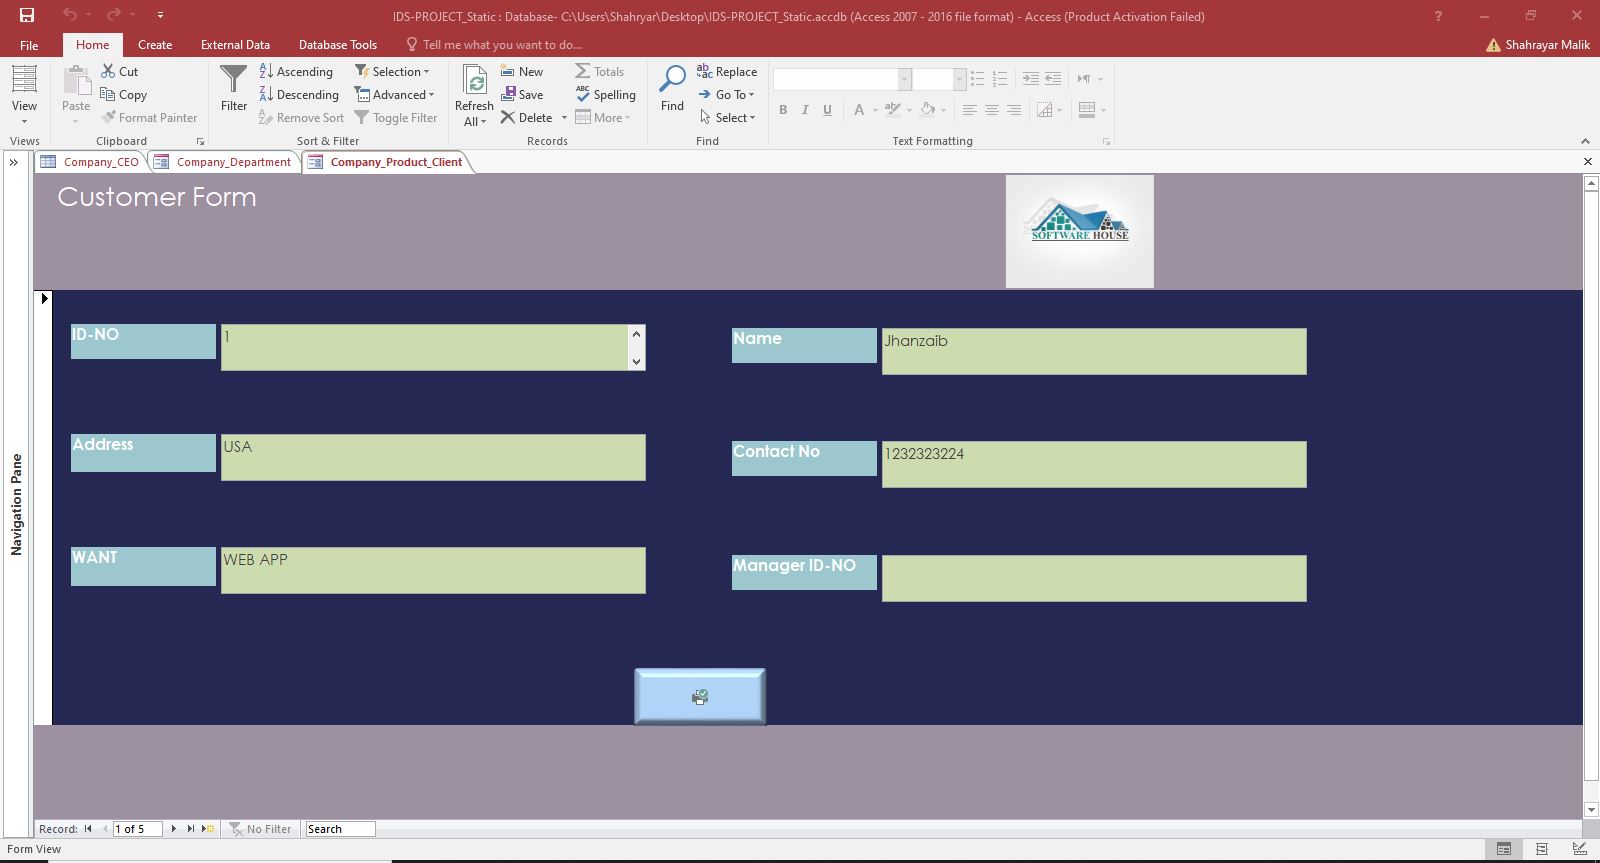 IDS-PROJECT_Static : Database- C:\Users\Shahryar\Desktop\IDS-PROJECT_Static.accdb (Access 2007 - 2016 file format) - Access (Product Activation Failed)
?
File Home Create External Data Database Tools Tell me what you want to do... Shahrayar Malik
View
Views
Paste
Cut
Copy
Format Painter
Clipboard
Filter
Ascending
Descending
Remove Sort
Selection
Advanced
Toggle Filter
Sort & Filter
Refresh
All
New
Save
Delete
Totals
Spelling
More
Records
Find
Replace
Go To
Select
Find
B I U A
Text Formatting
Company_CEO Company_Department Company_Product_Client
Navigation Pane
Customer Form
SOFTWARE HOUSE
ID-NO 1
Name Jhanzaib
Address USA
Contact No 1232323224
WANT WEB APP
Manager ID-NO
Record: 1 of 5 No Filter Search
Form View